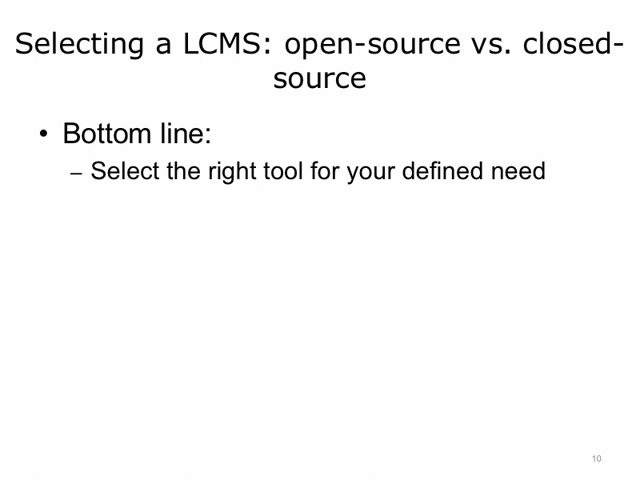 Selecting a LCMS: open-source vs. closed-
source
• Bottom line:
– Select the right tool for your defined need
10